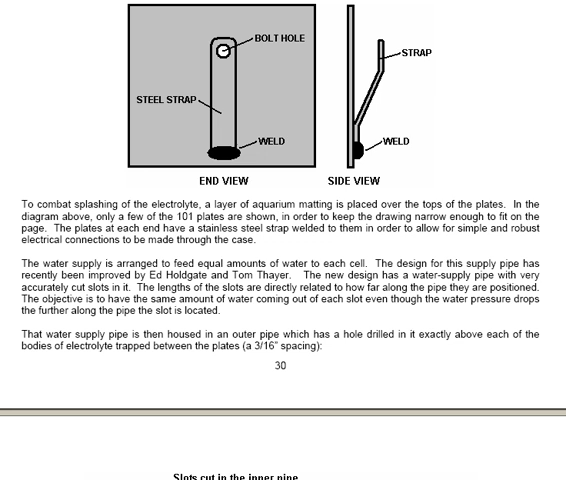 BOLT HOLE
STRAP
STEEL STRAP
WELD
WELD
END VIEW
SIDE VIEW
To combat splashing of the electrolyte, a layer of aquarium matting is placed over the tops of the plates. In the
diagram above, only a few of the 101 plates are shown, in order to keep the drawing narrow enough to fit on the
page. The plates at each end have a stainless steel strap welded to them in order to allow for simple and robust
electrical connections to be made through the case.
The water supply is arranged to feed equal amounts of water to each cell. The design for this supply pipe has
recently been improved by Ed Holdgate and Tom Thayer. The new design has a water-supply pipe with very
accurately cut slots in it. The lengths of the slots are directly related to how far along the pipe they are positioned.
The objective is to have the same amount of water coming out of each slot even though the water pressure drops
the further along the pipe the slot is located.
That water supply pipe is then housed in an outer pipe which has a hole drilled in it exactly above each of the
bodies of electrolyte trapped between the plates (a 3/16" spacing):
30
Slots cut in the inner pipe